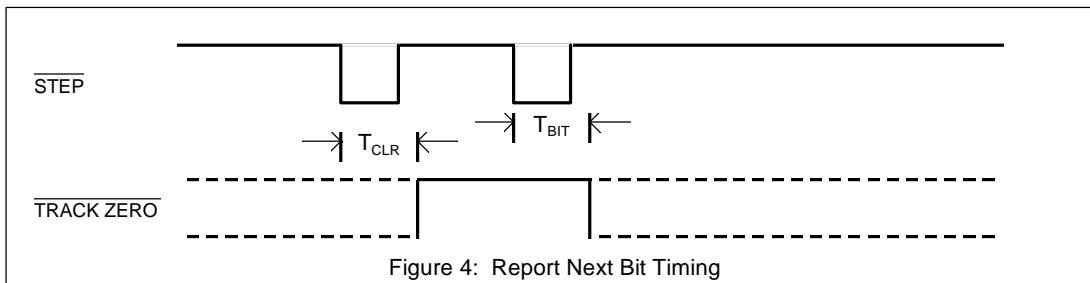 STEP
T_BIT
T_CLR
TRACK ZERO
Figure 4: Report Next Bit Timing